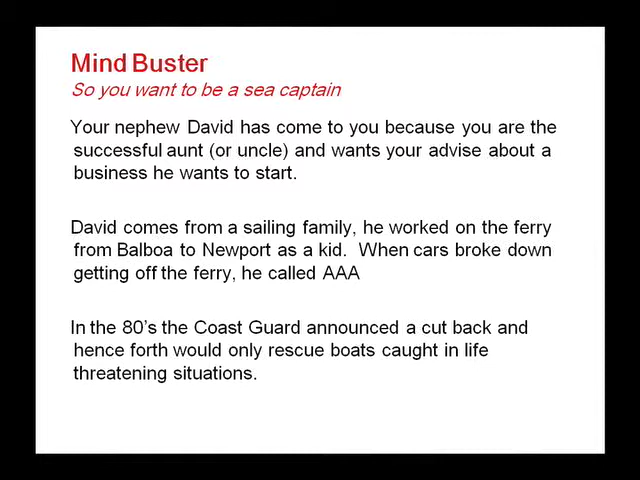 Mind Buster
So you want to be a sea captain
Your nephew David has come to you because you are the
successful aunt (or uncle) and wants your advise about a
business he wants to start.
David comes from a sailing family, he worked on the ferry
from Balboa to Newport as a kid.  When cars broke down
getting off the ferry, he called AAA
In the 80's the Coast Guard announced a cut back and
hence forth would only rescue boats caught in life
threatening situations.